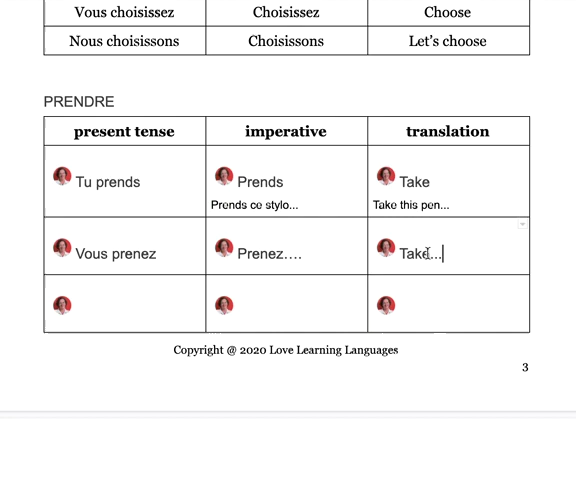 Vous choisissez Choisissez Choose
Nous choisissons Choisissons Let's choose
PRENDRE
present tense imperative translation
Tu prends Prends Take
Prends ce stylo... Take this pen...
Vous prenez Prenez.... Take...
Copyright @ 2020 Love Learning Languages
3